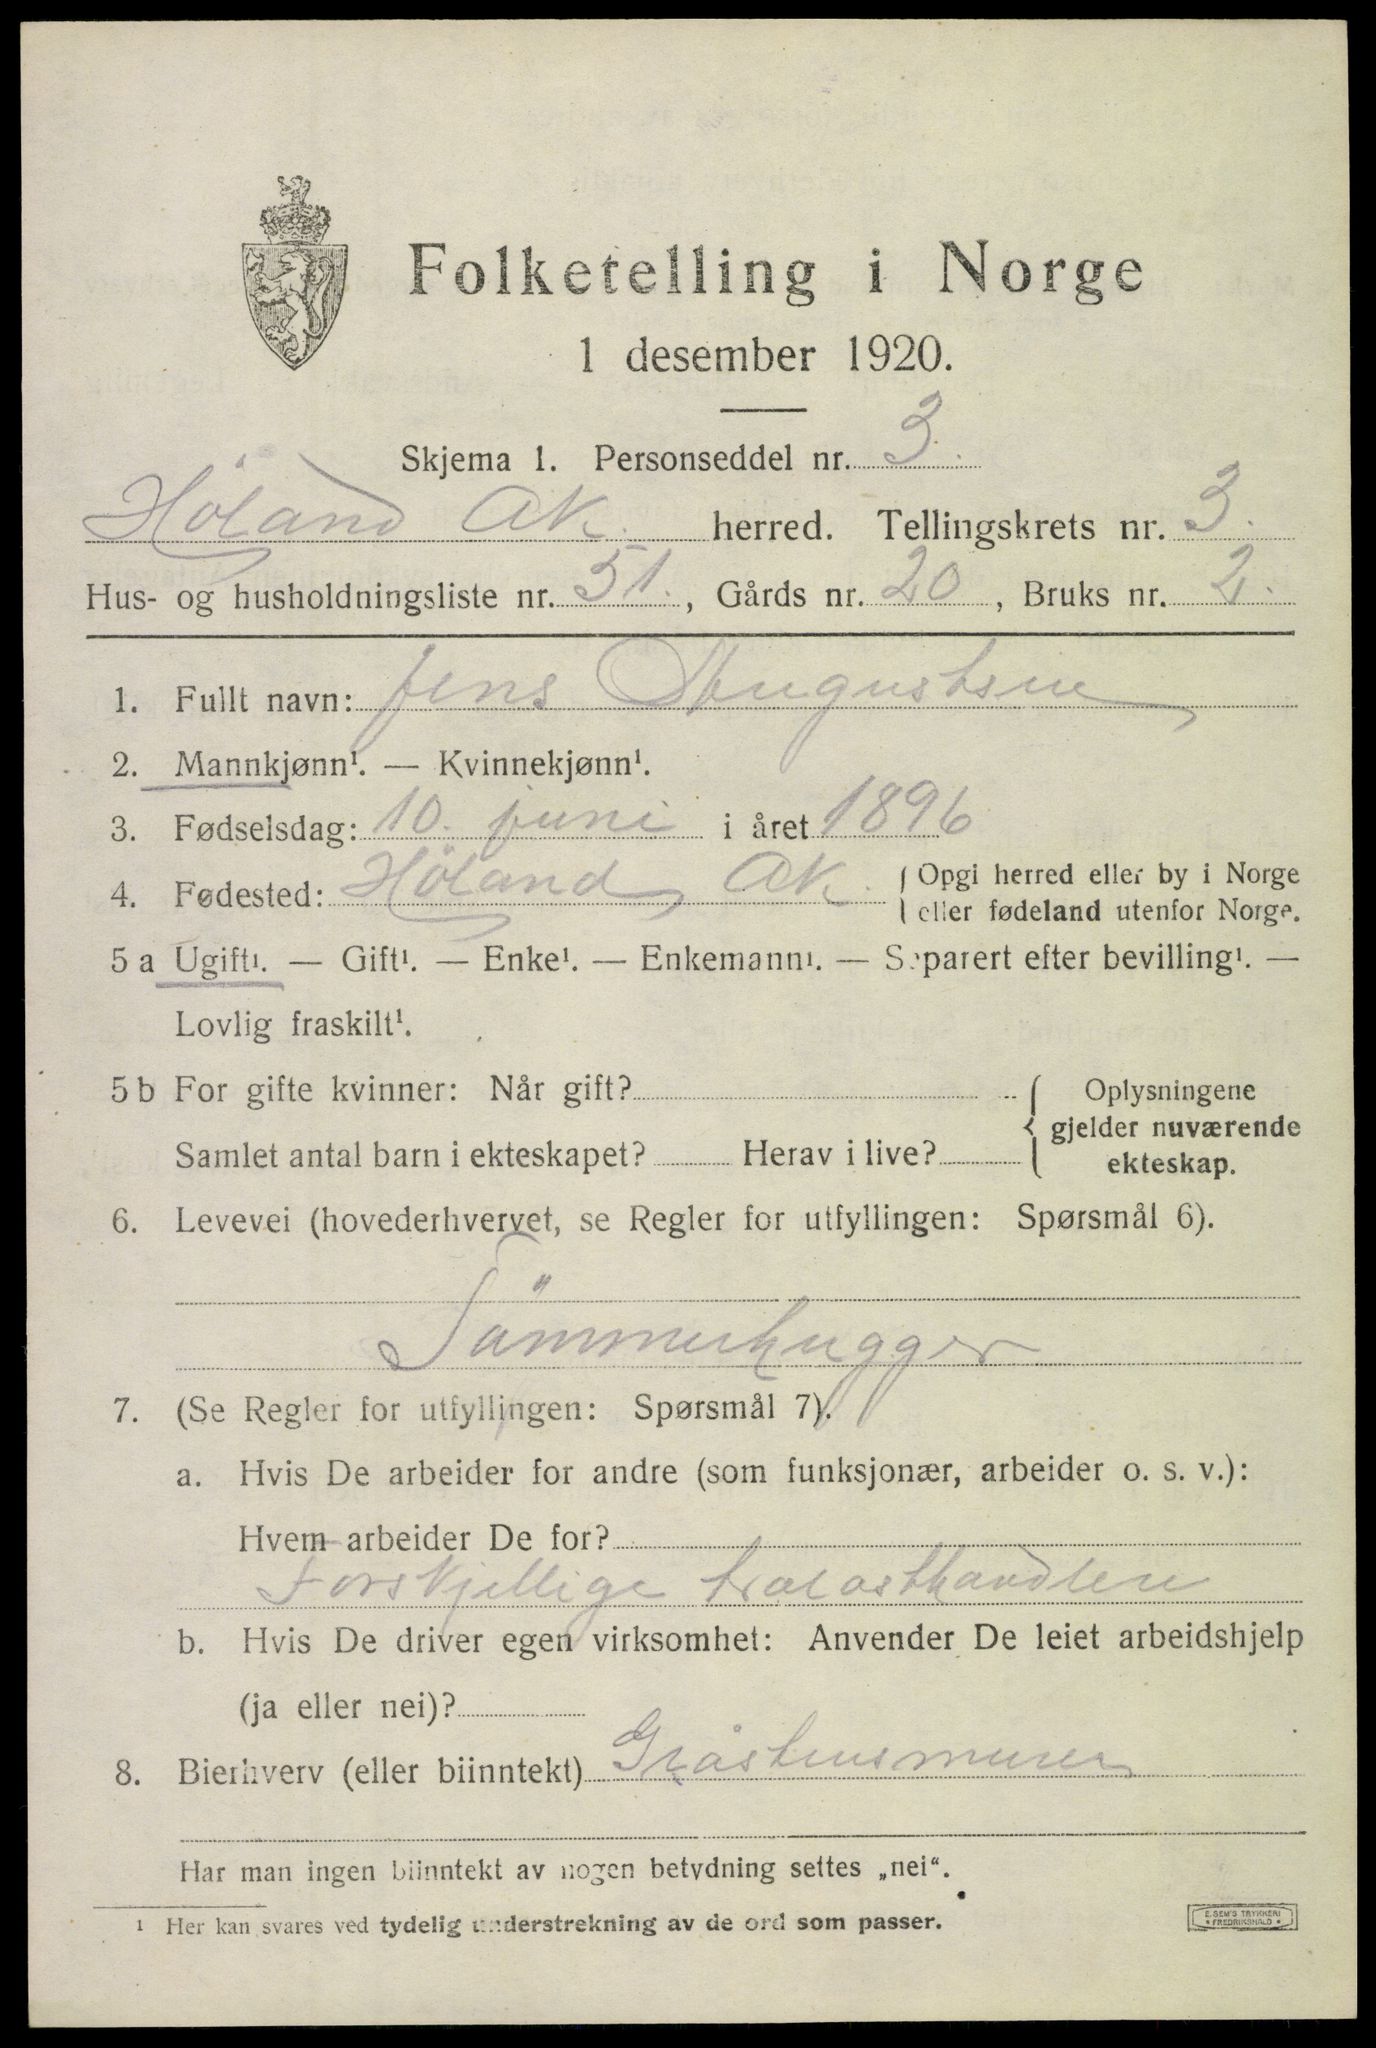 Folketelling i Norge
1 desember 1920.
Skjema 1. Personseddel nr. 3.
Höland AK. herred. Tellingskrets nr. 3.
Hus- og husholdningsliste nr. 51., Gårds nr. 20, Bruks nr. 2.
1. Fullt navn: Jens Augustsen
2. Mannkjønn¹. — Kvinnekjønn¹.
3. Fødselsdag: 10. juni i året 1896
4. Fødested: Höland AK. { Opgi herred eller by i Norge
eller fødeland utenfor Norge.
5 a Ugift¹. — Gift¹. — Enke¹. — Enkemann¹. — Separert efter bevilling¹. —
Lovlig fraskilt¹.
5 b For gifte kvinner: Når gift? { Oplysningene
gjelder nuværende
Samlet antal barn i ekteskapet? Herav i live? ekteskap.
6. Levevei (hovederhvervet, se Regler for utfyllingen: Spørsmål 6).
Tömmerhugger
7. (Se Regler for utfyllingen: Spørsmål 7).
a. Hvis De arbeider for andre (som funksjonær, arbeider o. s. v.):
Hvem arbeider De for?
Forskjellige trælasthandlere
b. Hvis De driver egen virksomhet: Anvender De leiet arbeidshjelp
(ja eller nei)?
8. Bierhverv (eller biinntekt) Gråstensmurer
Har man ingen biinntekt av nogen betydning settes „nei“.
¹ Her kan svares ved tydelig understrekning av de ord som passer.
E. SEM'S TRYKKERI
• FREDRIKSHALD •